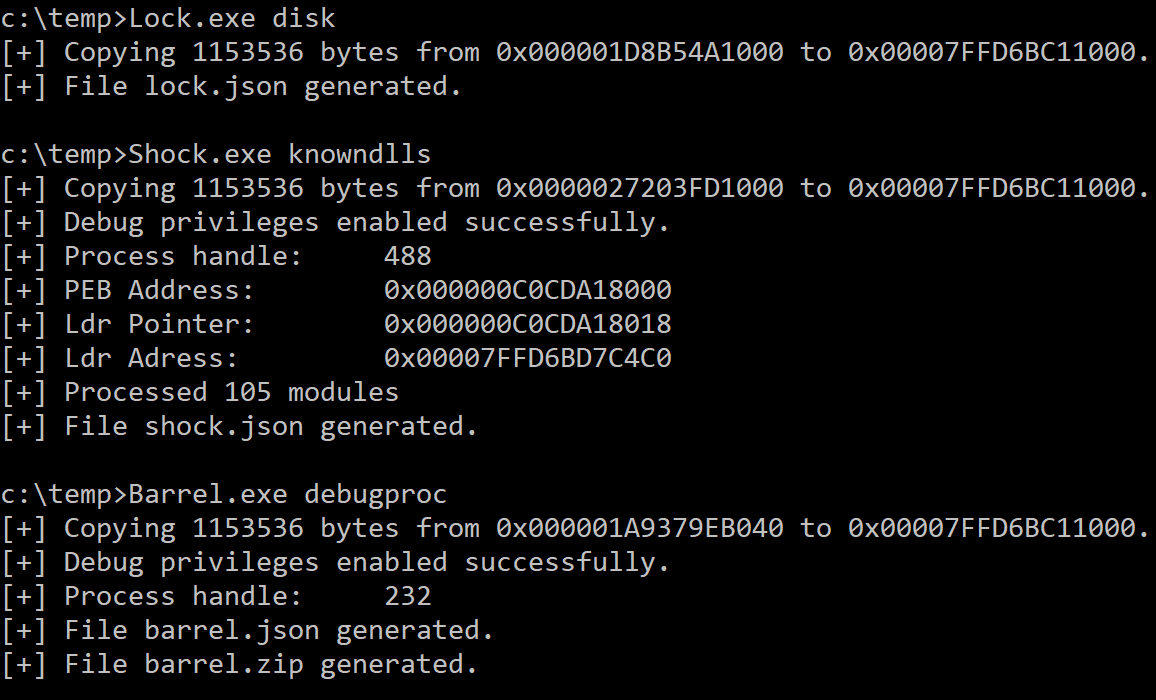 c:\temp>Lock.exe disk
[+] Copying 1153536 bytes from 0x000001D8B54A1000 to 0x00007FFD6BC11000.
[+] File lock.json generated.
c:\temp>Shock.exe knowndlls
[+] Copying 1153536 bytes from 0x0000027203FD1000 to 0x00007FFD6BC11000.
[+] Debug privileges enabled successfully.
[+] Process handle: 488
[+] PEB Address: 0x000000C0CDA18000
[+] Ldr Pointer: 0x000000C0CDA18018
[+] Ldr Adress: 0x00007FFD6BD7C4C0
[+] Processed 105 modules
[+] File shock.json generated.
c:\temp>Barrel.exe debugproc
[+] Copying 1153536 bytes from 0x000001A9379EB040 to 0x00007FFD6BC11000.
[+] Debug privileges enabled successfully.
[+] Process handle: 232
[+] File barrel.json generated.
[+] File barrel.zip generated.